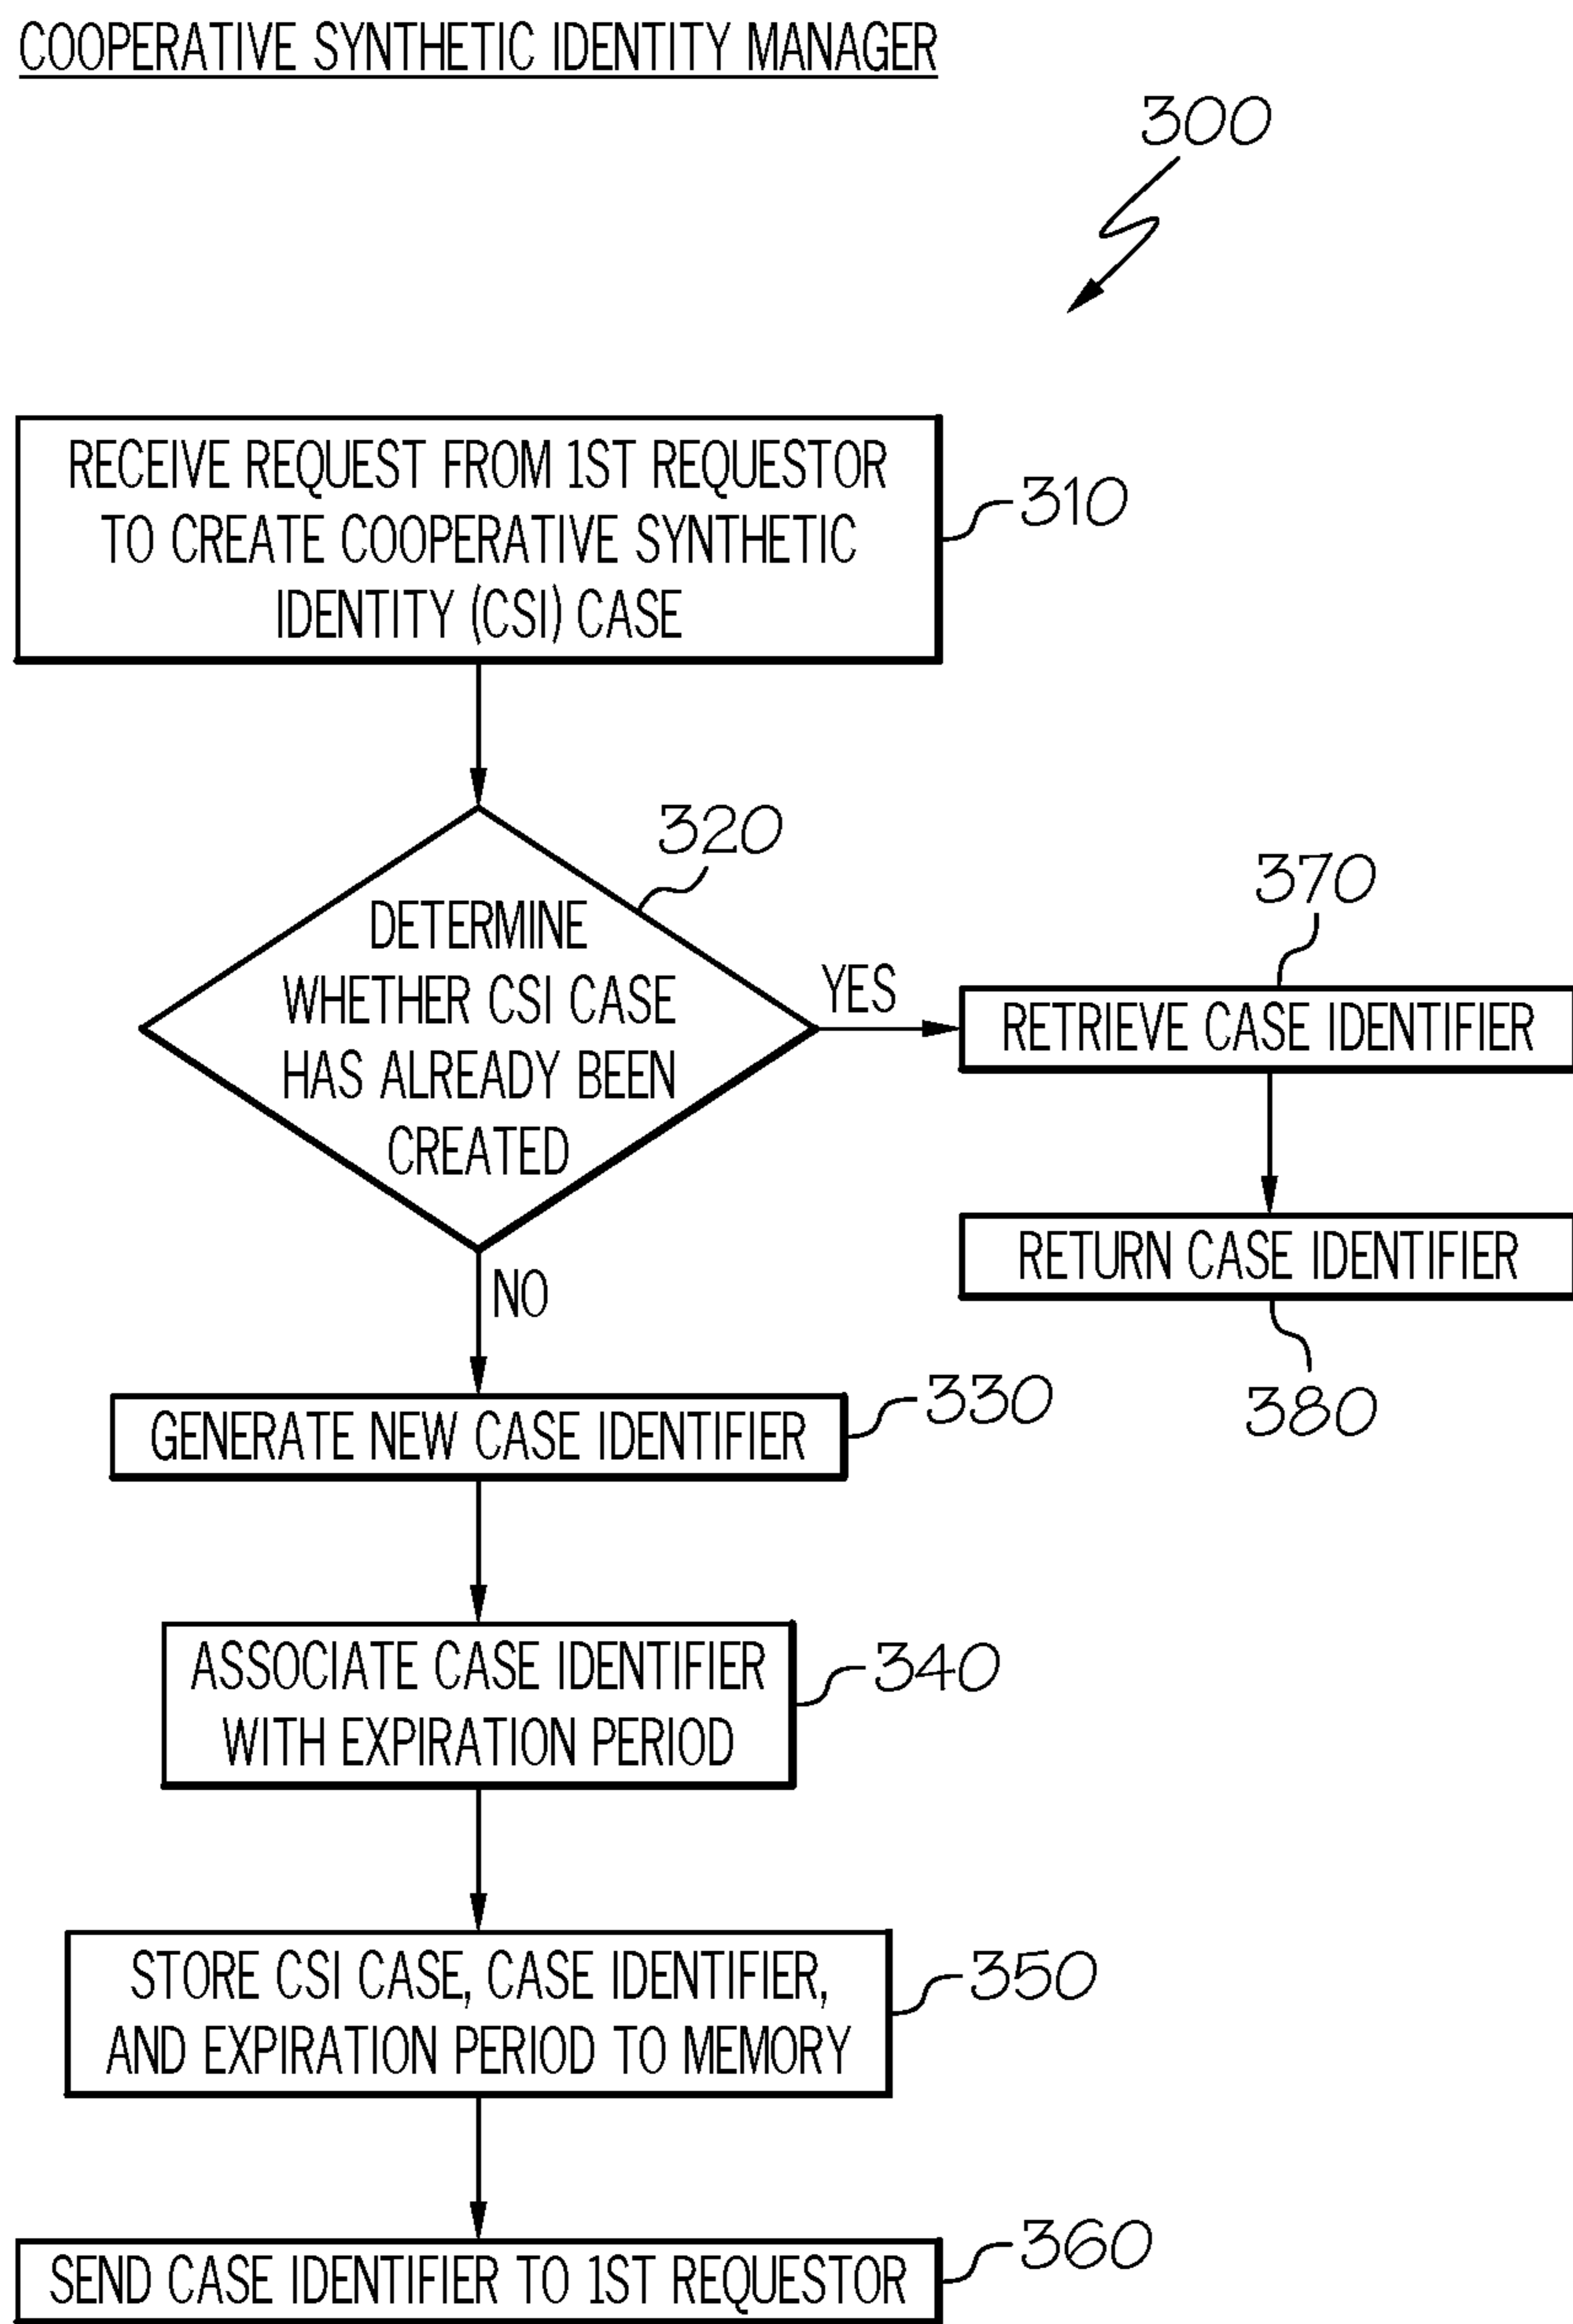 COOPERATIVE SYNTHETIC IDENTITY MANAGER
300
RECEIVE REQUEST FROM 1ST REQUESTOR
TO CREATE COOPERATIVE SYNTHETIC
IDENTITY (CSI) CASE
310
320
DETERMINE
WHETHER CSI CASE
HAS ALREADY BEEN
CREATED
YES
370
RETRIEVE CASE IDENTIFIER
RETURN CASE IDENTIFIER
380
NO
GENERATE NEW CASE IDENTIFIER
330
ASSOCIATE CASE IDENTIFIER
WITH EXPIRATION PERIOD
340
STORE CSI CASE, CASE IDENTIFIER,
AND EXPIRATION PERIOD TO MEMORY
350
SEND CASE IDENTIFIER TO 1ST REQUESTOR
360